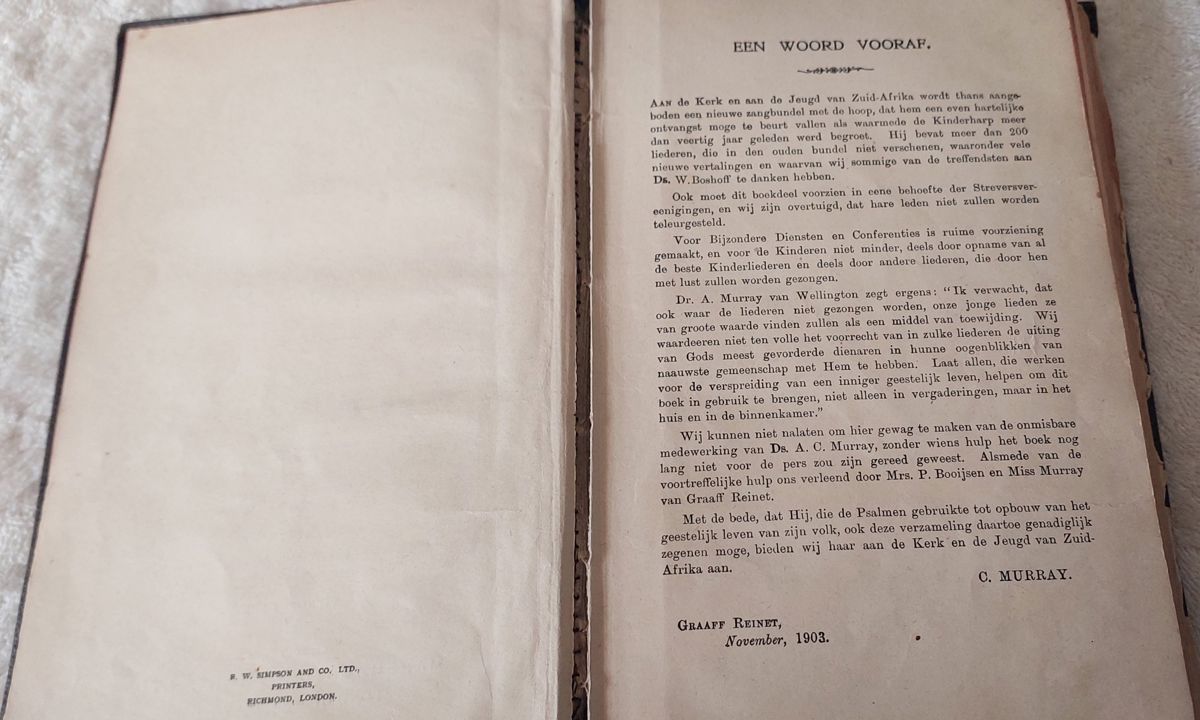 R. W. SIMPSON AND CO. LTD.,
PRINTERS,
RICHMOND, LONDON.
EEN WOORD VOORAF.
AAN de Kerk en aan de Jeugd van Zuid-Afrika wordt thans aange-
boden een nieuwe zangbundel met de hoop, dat hem een even hartelijke
ontvangst moge te beurt vallen als waarmede de Kinderharp meer
dan veertig jaar geleden werd begroet. Hij bevat meer dan 200
liederen, die in den ouden bundel niet verschenen, waaronder vele
nieuwe vertalingen en waarvan wij sommige van de treffendsten aan
Ds. W. Boshoff te danken hebben.
Ook moet dit boekdeel voorzien in eene behoefte der Streversver-
eenigingen, en wij zijn overtuigd, dat hare leden niet zullen worden
teleurgesteld.
Voor Bijzondere Diensten en Conferenties is ruime voorziening
gemaakt, en voor de Kinderen niet minder, deels door opname van al
de beste Kinderliederen en deels door andere liederen, die door hen
met lust zullen worden gezongen.
Dr. A. Murray van Wellington zegt ergens: "Ik verwacht, dat
ook waar de liederen niet gezongen worden, onze jonge lieden ze
van groote waarde vinden zullen als een middel van toewijding. Wij
waardeeren niet ten volle het voorrecht van in zulke liederen de uiting
van Gods meest gevorderde dienaren in hunne oogenblikken van
naauwste gemeenschap met Hem te hebben. Laat allen, die werken
voor de verspreiding van een inniger geestelijk leven, helpen om dit
boek in gebruik te brengen, niet alleen in vergaderingen, maar in het
huis en in de binnenkamer."
Wij kunnen niet nalaten om hier gewag te maken van de onmisbare
medewerking van Ds. A. C. Murray, zonder wiens hulp het boek nog
lang niet voor de pers zou zijn gereed geweest. Alsmede van de
voortreffelijke hulp ons verleend door Mrs. P. Booijsen en Miss Murray
van Graaff Reinet.
Met de bede, dat Hij, die de Psalmen gebruikte tot opbouw van het
geestelijk leven van zijn volk, ook deze verzameling daartoe genadiglijk
zegenen moge, bieden wij haar aan de Kerk en de Jeugd van Zuid-
Afrika aan.
C. MURRAY.
GRAAFF REINET,
November, 1903.